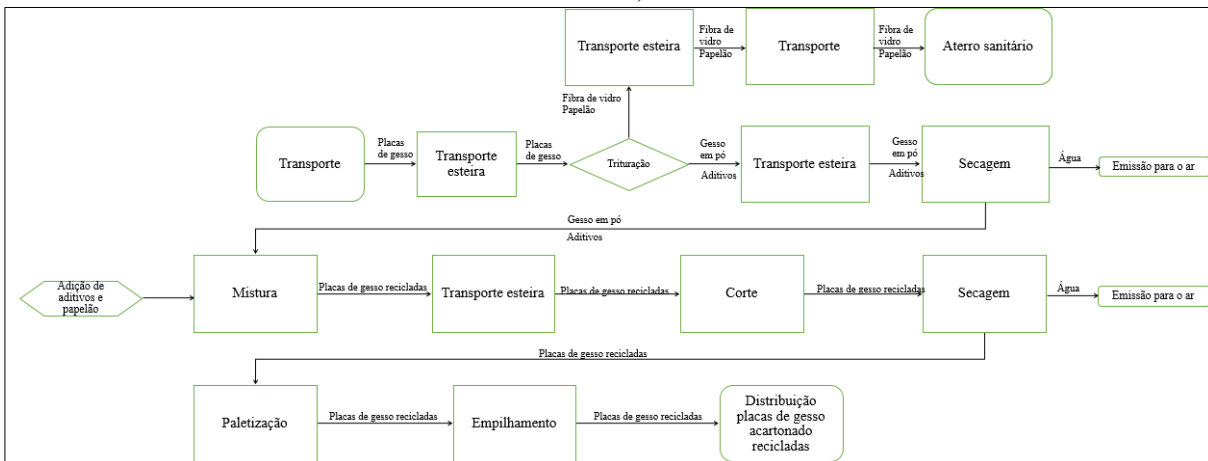 Transporte esteira
Fibra de
vidro
Papelão
Transporte
Fibra de
vidro
Papelão
Aterro sanitário
Fibra de vidro
Papelão
Transporte
Placas
de gesso
Transporte
esteira
Placas
de gesso
Trituração
Gesso
em pó
Aditivos
Transporte esteira
Gesso
em pó
Aditivos
Secagem
Água
Emissão para o ar
Gesso em pó
Aditivos
Adição de
aditivos e
papelão
Mistura
Placas de gesso recicladas
Transporte esteira
Placas de gesso recicladas
Corte
Placas de gesso recicladas
Secagem
Água
Emissão para o ar
Placas de gesso recicladas
Paletização
Placas de gesso recicladas
Empilhamento
Placas de gesso recicladas
Distribuição
placas de gesso
acartonado
recicladas